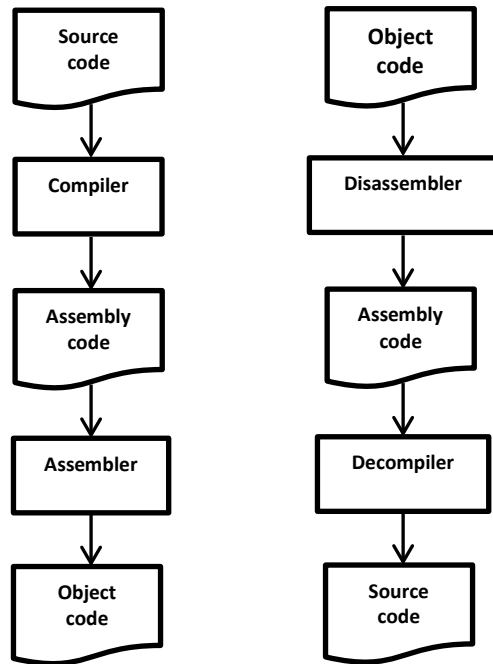 Source
code
Compiler
Assembly
code
Assembler
Object
code
Object
code
Disassembler
Assembly
code
Decompiler
Source
code